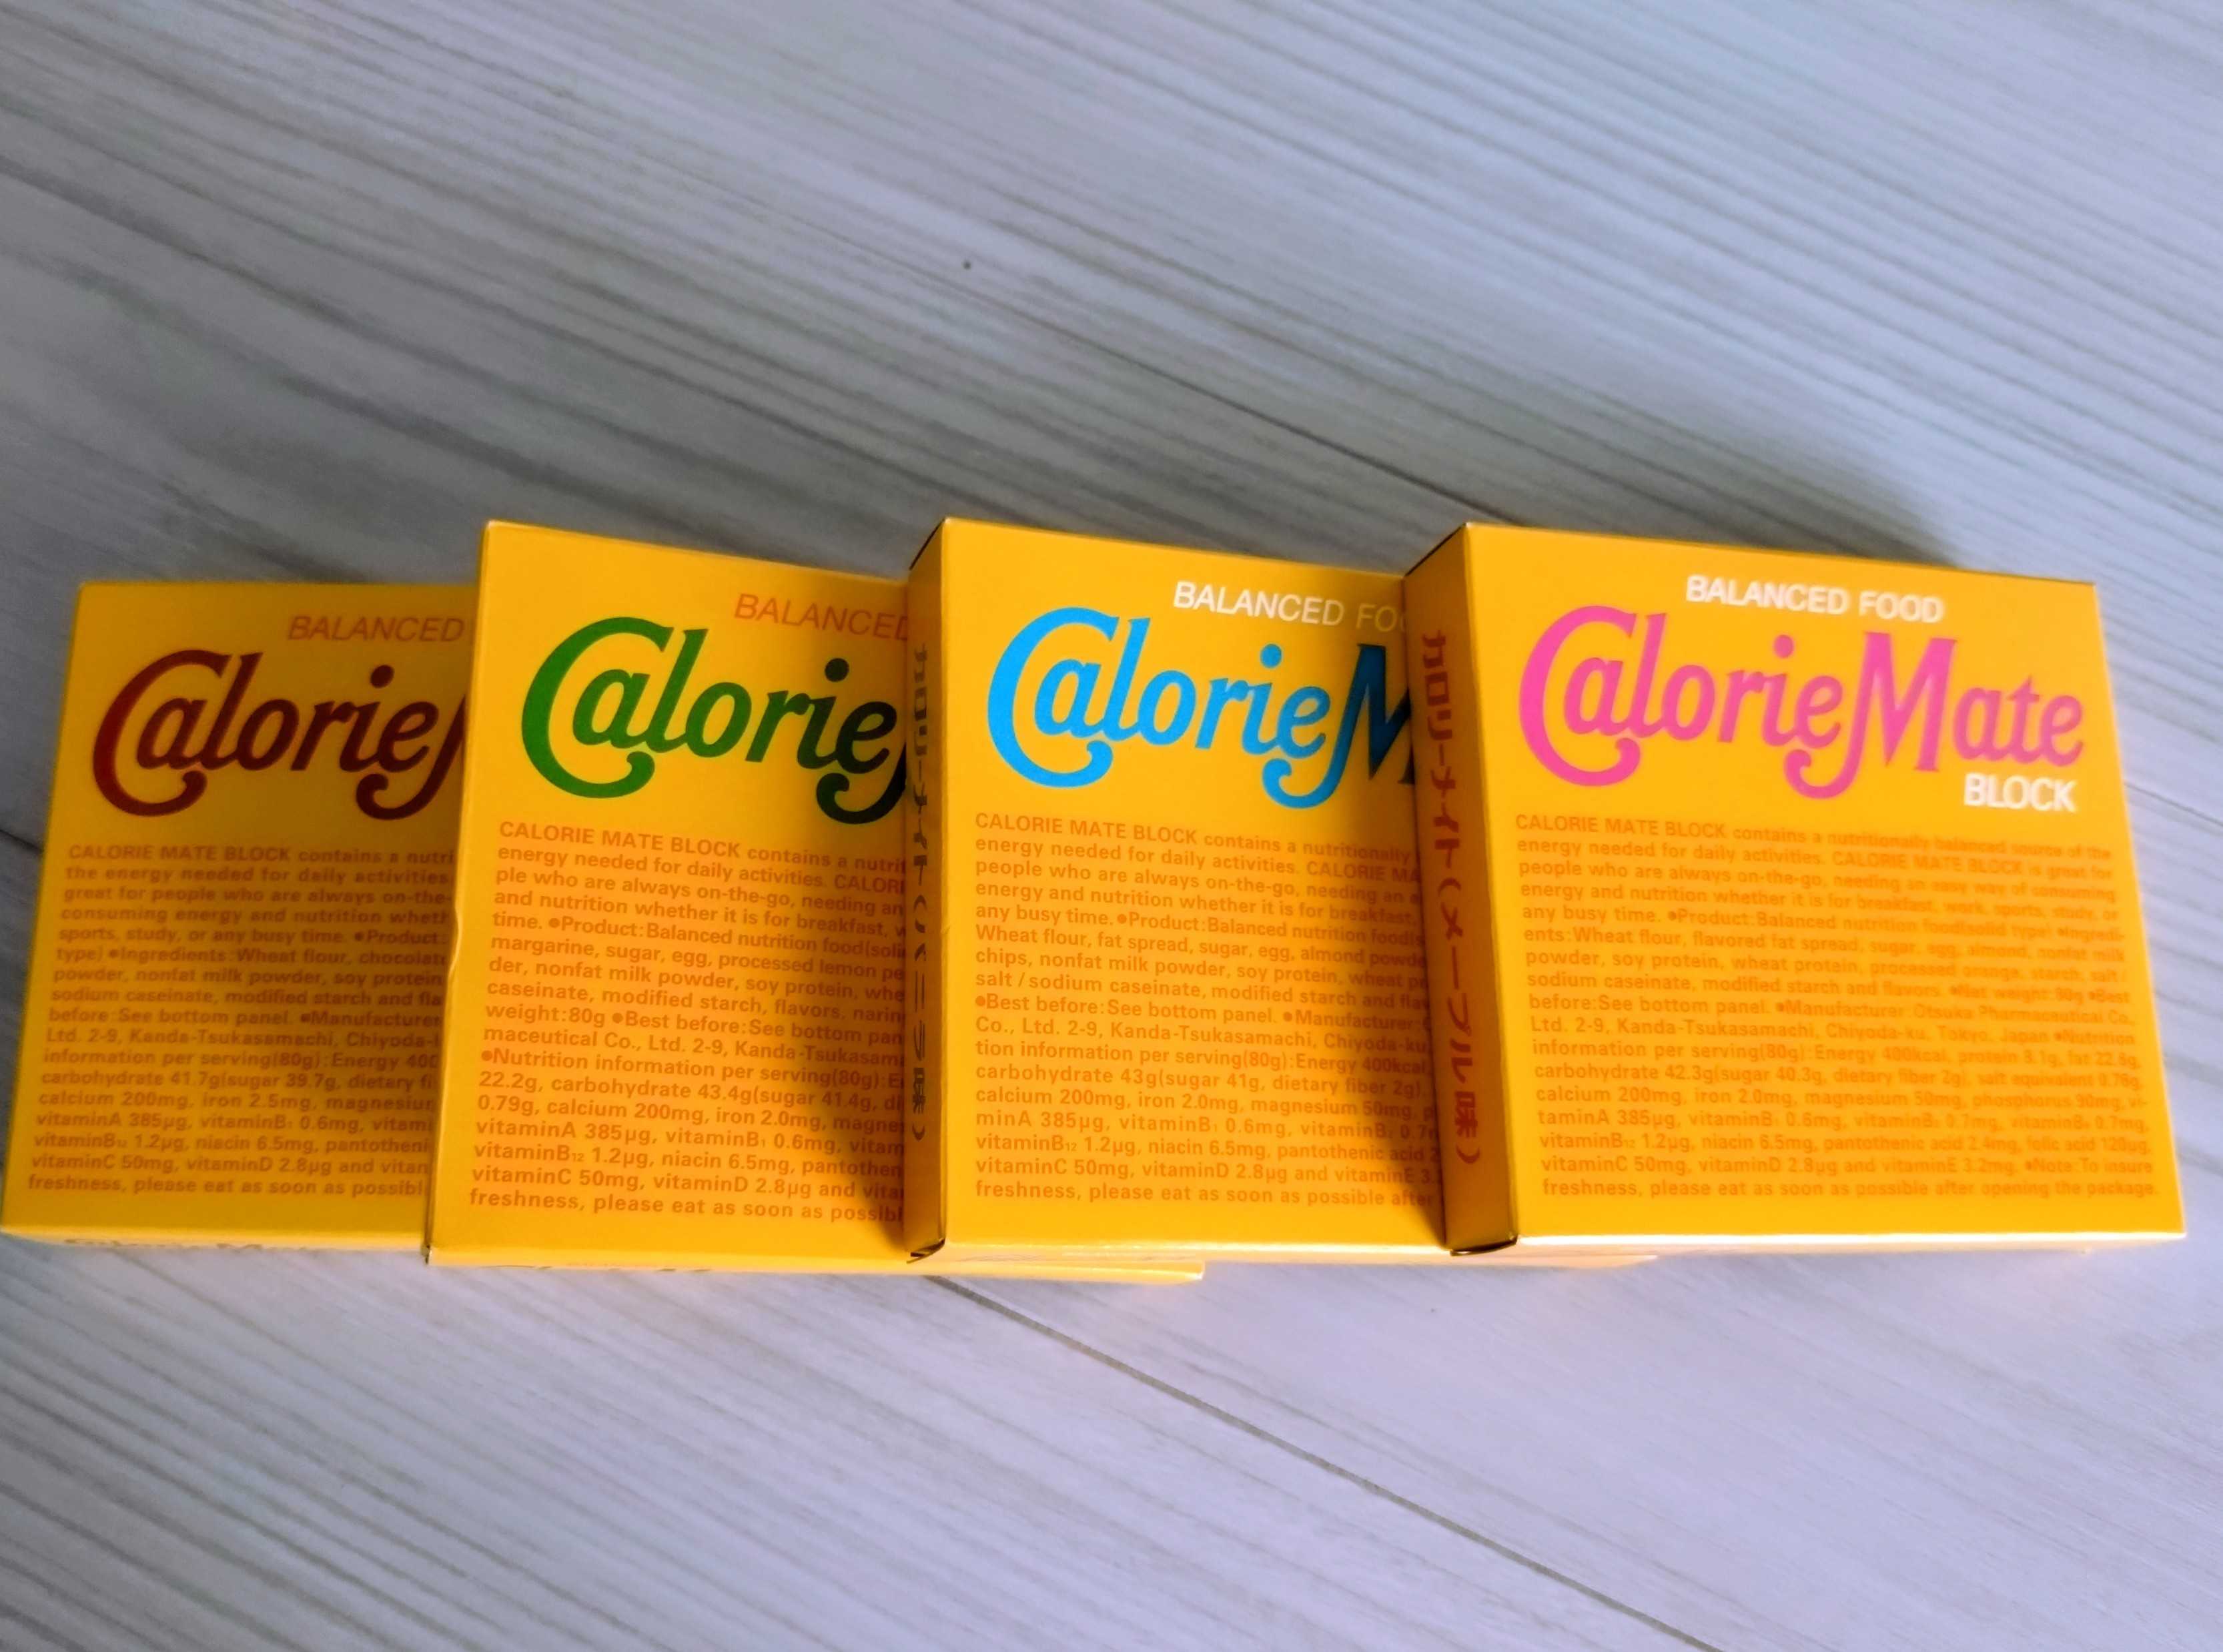 BALANCED
Calorie
CALORIE MATE BLOCK contains a nutri
the energy needed for daily activities.
great for people who are always on-the-
consuming energy and nutrition wheth
sports, study, or any busy time. ●Product:
type] ●Ingredients:Wheat flour, chocolate
powder, nonfat milk powder, soy protein
sodium caseinate, modified starch and fla
before:See bottom panel. ●Manufacturer
Ltd. 2-9, Kanda-Tsukasamachi, Chiyoda-
information per serving(80g):Energy 400
carbohydrate 41.7g(sugar 39.7g, dietary fi
calcium 200mg, iron 2.5mg, magnesium
vitaminA 385μg, vitaminB₁ 0.6mg, vitam
vitaminB₁₂ 1.2μg, niacin 6.5mg, pantotheni
vitaminC 50mg, vitaminD 2.8μg and vitam
freshness, please eat as soon as possibl
BALANCED
Calorie
CALORIE MATE BLOCK contains a nutri
energy needed for daily activities. CALORI
ple who are always on-the-go, needing an
and nutrition whether it is for breakfast, w
time. ●Product:Balanced nutrition food(soli
margarine, sugar, egg, processed lemon pe
der, nonfat milk powder, soy protein, whe
caseinate, modified starch, flavors, narin
weight:80g ●Best before:See bottom pan
maceutical Co., Ltd. 2-9, Kanda-Tsukasam
●Nutrition information per serving(80g):E
22.2g, carbohydrate 43.4g(sugar 41.4g, di
0.79g, calcium 200mg, iron 2.0mg, magne
vitaminA 385μg, vitaminB₁ 0.6mg, vitam
vitaminB₁₂ 1.2μg, niacin 6.5mg, pantothen
vitaminC 50mg, vitaminD 2.8μg and vita
freshness, please eat as soon as possibl
カロリーメイト(バニラ味)
BALANCED FOO
CalorieM
CALORIE MATE BLOCK contains a nutritionally
energy needed for daily activities. CALORIE MA
people who are always on-the-go, needing an e
energy and nutrition whether it is for breakfast,
any busy time. ●Product:Balanced nutrition food(s
Wheat flour, fat spread, sugar, egg, almond powde
chips, nonfat milk powder, soy protein, wheat pr
salt / sodium caseinate, modified starch and fla
●Best before:See bottom panel. ●Manufacturer:
Co., Ltd. 2-9, Kanda-Tsukasamachi, Chiyoda-ku
tion information per serving(80g):Energy 400kcal,
carbohydrate 43g(sugar 41g, dietary fiber 2g)
calcium 200mg, iron 2.0mg, magnesium 50mg, p
minA 385μg, vitaminB₁ 0.6mg, vitaminB₂ 0.7
vitaminB₁₂ 1.2μg, niacin 6.5mg, pantothenic acid 2
vitaminC 50mg, vitaminD 2.8μg and vitaminE 3.
freshness, please eat as soon as possible after
カロリーメイト(メープル味)
BALANCED FOOD
CalorieMate
BLOCK
CALORIE MATE BLOCK contains a nutritionally balanced source of the
energy needed for daily activities. CALORIE MATE BLOCK is great for
people who are always on-the-go, needing an easy way of consuming
energy and nutrition whether it is for breakfast, work, sports, study, or
any busy time. ●Product:Balanced nutrition food(solid type) ●Ingredi-
ents:Wheat flour, flavored fat spread, sugar, egg, almond, nonfat milk
powder, soy protein, wheat protein, processed orange, starch, salt/
sodium caseinate, modified starch and flavors. ●Net weight:80g ●Best
before:See bottom panel. ●Manufacturer:Otsuka Pharmaceutical Co.,
Ltd. 2-9, Kanda-Tsukasamachi, Chiyoda-ku, Tokyo, Japan ●Nutrition
information per serving(80g):Energy 400kcal, protein 8.1g, fat 22.8g,
carbohydrate 42.3g(sugar 40.3g, dietary fiber 2g), salt equivalent 0.76g,
calcium 200mg, iron 2.0mg, magnesium 50mg, phosphorus 90mg, vi-
taminA 385μg, vitaminB₁ 0.6mg, vitaminB₂ 0.7mg, vitaminB₆ 0.7mg,
vitaminB₁₂ 1.2μg, niacin 6.5mg, pantothenic acid 2.4mg, folic acid 120μg,
vitaminC 50mg, vitaminD 2.8μg and vitaminE 3.2mg. ●Note:To insure
freshness, please eat as soon as possible after opening the package.